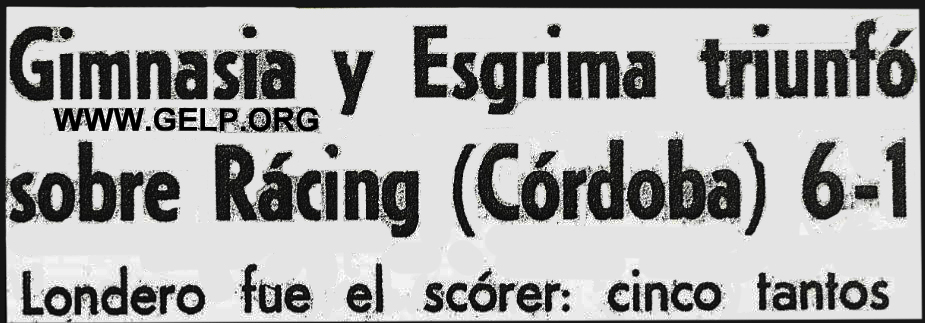 Gimnasia y Esgrima triunfó
WWW.GELP.ORG
sobre Rácing (Córdoba) 6-1
Londero fue el scórer: cinco tantos